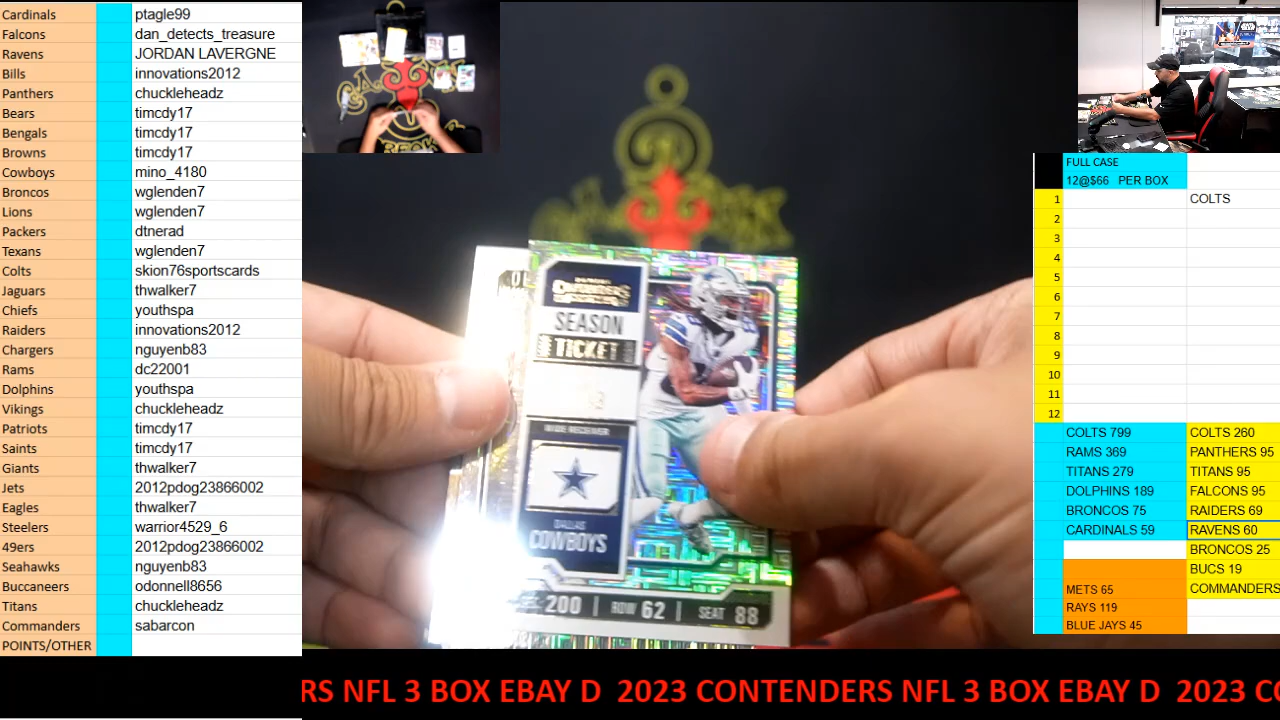 Cardinals ptagle99
Falcons dan_detects_treasure
Ravens JORDAN LAVERGNE
Bills innovations2012
Panthers chuckleheadz
Bears timcdy17
Bengals timcdy17
Browns timcdy17
Cowboys mino_4180
Broncos wglenden7
Lions wglenden7
Packers dtnerad
Texans wglenden7
Colts skion76sportscards
Jaguars thwalker7
Chiefs youthspa
Raiders innovations2012
Chargers nguyenb83
Rams dc22001
Dolphins youthspa
Vikings chuckleheadz
Patriots timcdy17
Saints timcdy17
Giants thwalker7
Jets 2012pdog23866002
Eagles thwalker7
Steelers warrior4529_6
49ers 2012pdog23866002
Seahawks nguyenb83
Buccaneers odonnell8656
Titans chuckleheadz
Commanders sabarcon
POINTS/OTHER
SEASON
TICKET
WIDE RECEIVER
DALLAS
COWBOYS
200 | ROW 62 | SEAT 88
FULL CASE
12@$66 PER BOX
1 COLTS
2
3
4
5
6
7
8
9
10
11
12
COLTS 799 COLTS 260
RAMS 369 PANTHERS 95
TITANS 279 TITANS 95
DOLPHINS 189 FALCONS 95
BRONCOS 75 RAIDERS 69
CARDINALS 59 RAVENS 60
BRONCOS 25
BUCS 19
METS 65 COMMANDERS
RAYS 119
BLUE JAYS 45
RS NFL 3 BOX EBAY D 2023 CONTENDERS NFL 3 BOX EBAY D 2023 CO